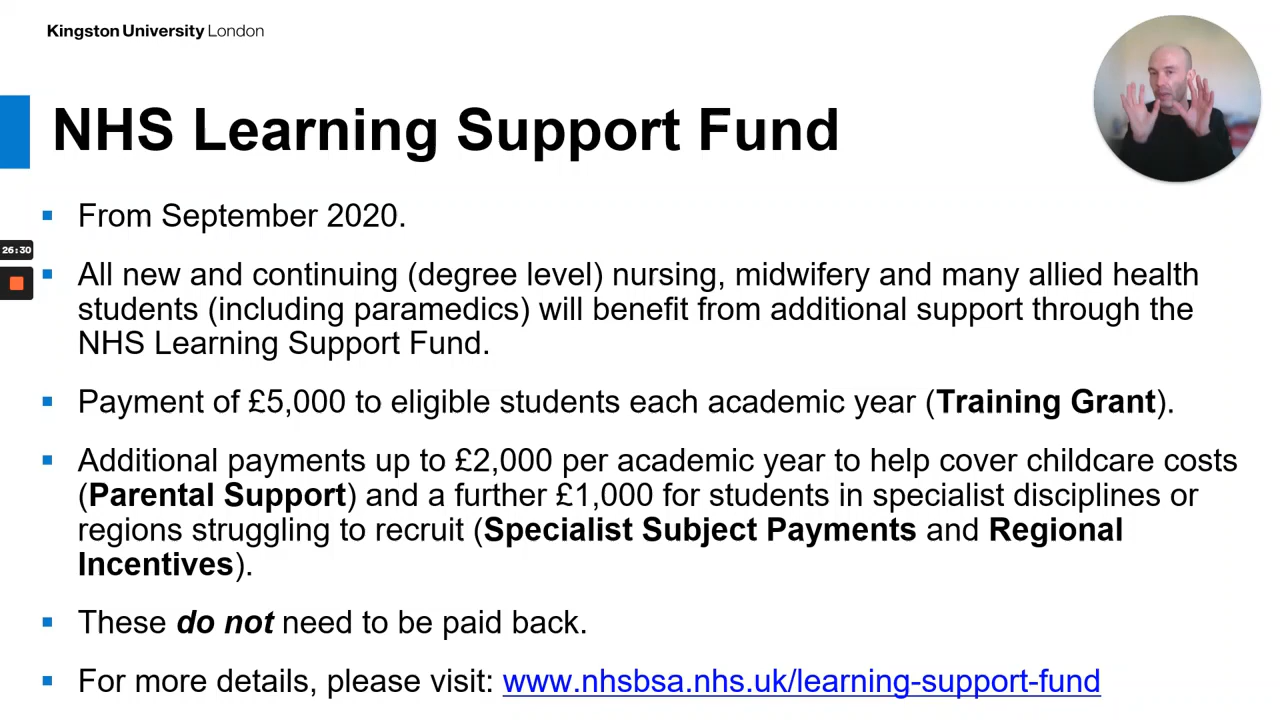 Kingston University London
NHS Learning Support Fund
From September 2020.
26:30
All new and continuing (degree level) nursing, midwifery and many allied health
students (including paramedics) will benefit from additional support through the
NHS Learning Support Fund.
Payment of £5,000 to eligible students each academic year (Training Grant).
Additional payments up to £2,000 per academic year to help cover childcare costs
(Parental Support) and a further £1,000 for students in specialist disciplines or
regions struggling to recruit (Specialist Subject Payments and Regional
Incentives).
These do not need to be paid back.
For more details, please visit: www.nhsbsa.nhs.uk/learning-support-fund